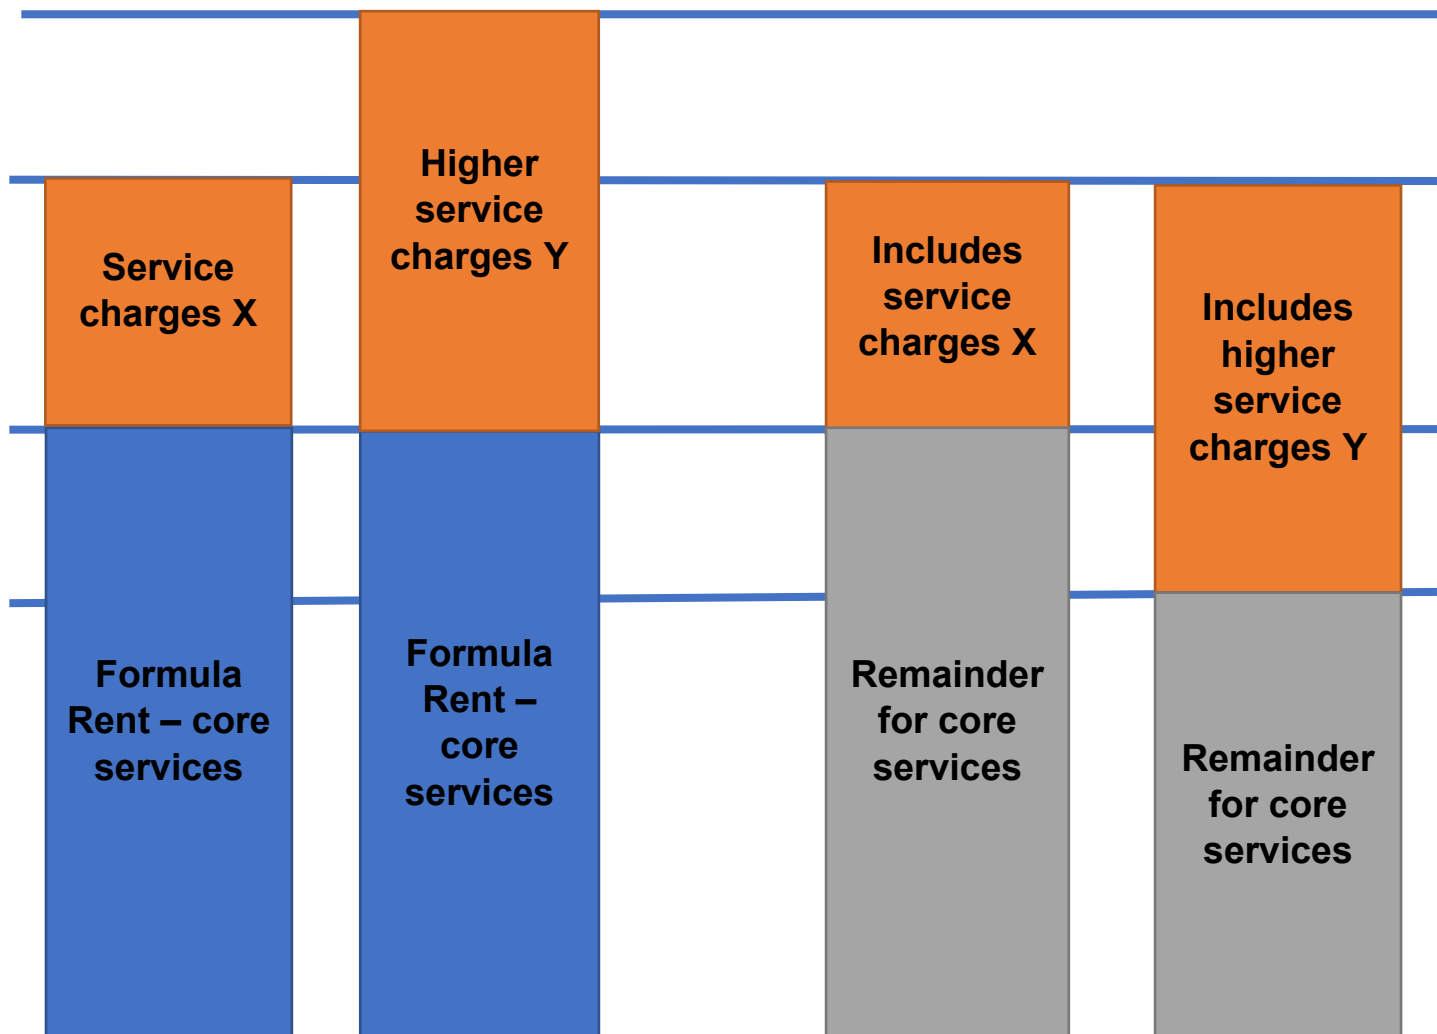 Service
charges X
Formula
Rent – core
services
Higher
service
charges Y
Formula
Rent –
core
services
Includes
service
charges X
Remainder
for core
services
Includes
higher
service
charges Y
Remainder
for core
services